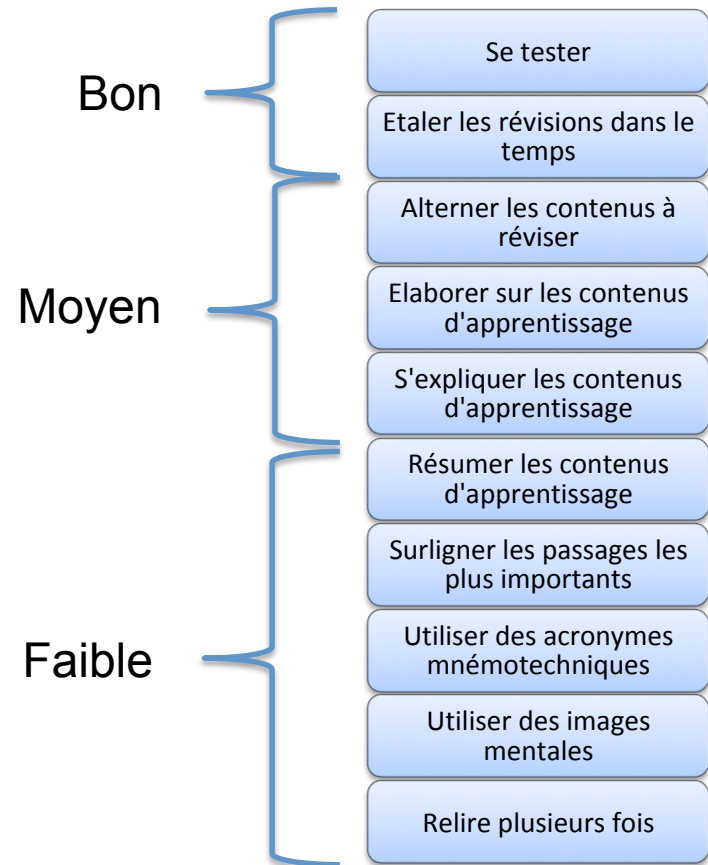 Bon
Se tester
Etaler les révisions dans le
temps
Moyen
Alterner les contenus à
réviser
Elaborer sur les contenus
d'apprentissage
S'expliquer les contenus
d'apprentissage
Faible
Résumer les contenus
d'apprentissage
Surligner les passages les
plus importants
Utiliser des acronymes
mnémotechniques
Utiliser des images
mentales
Relire plusieurs fois